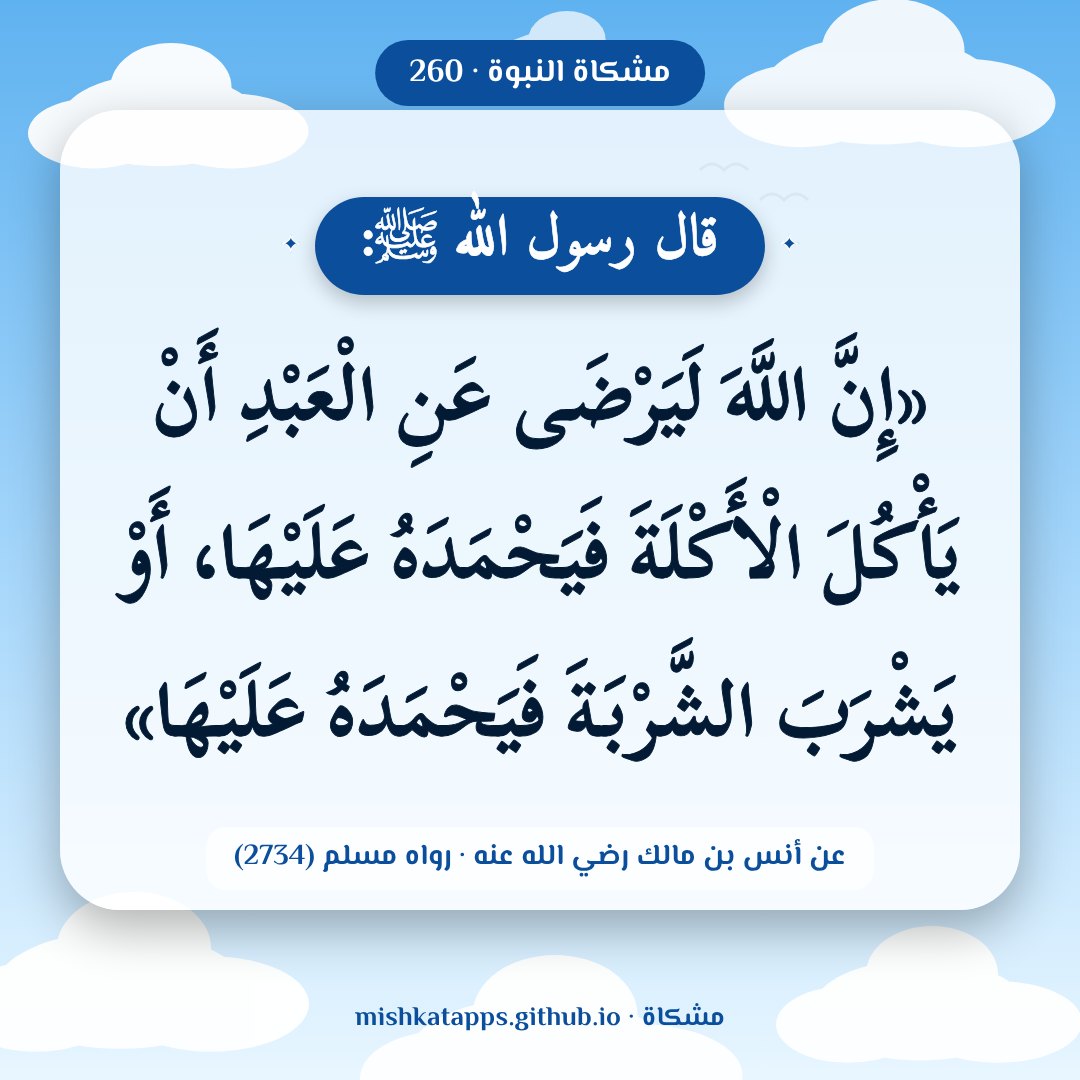 مشكاة النبوة · 260
قال رسول الله ﷺ:
«إِنَّ اللَّهَ لَيَرْضَى عَنِ الْعَبْدِ أَنْ
يَأْكُلَ الْأَكْلَةَ فَيَحْمَدَهُ عَلَيْهَا، أَوْ
يَشْرَبَ الشَّرْبَةَ فَيَحْمَدَهُ عَلَيْهَا»
عن أنس بن مالك رضي الله عنه · رواه مسلم (2734)
مشكاة · mishkatapps.github.io